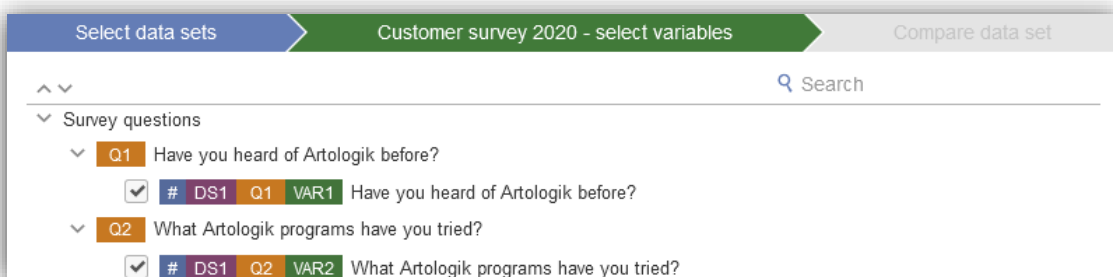 Select data sets
Customer survey 2020 - select variables
Compare data set
Search
Survey questions
Q1 Have you heard of Artologik before?
# DS1 Q1 VAR1 Have you heard of Artologik before?
Q2 What Artologik programs have you tried?
# DS1 Q2 VAR2 What Artologik programs have you tried?